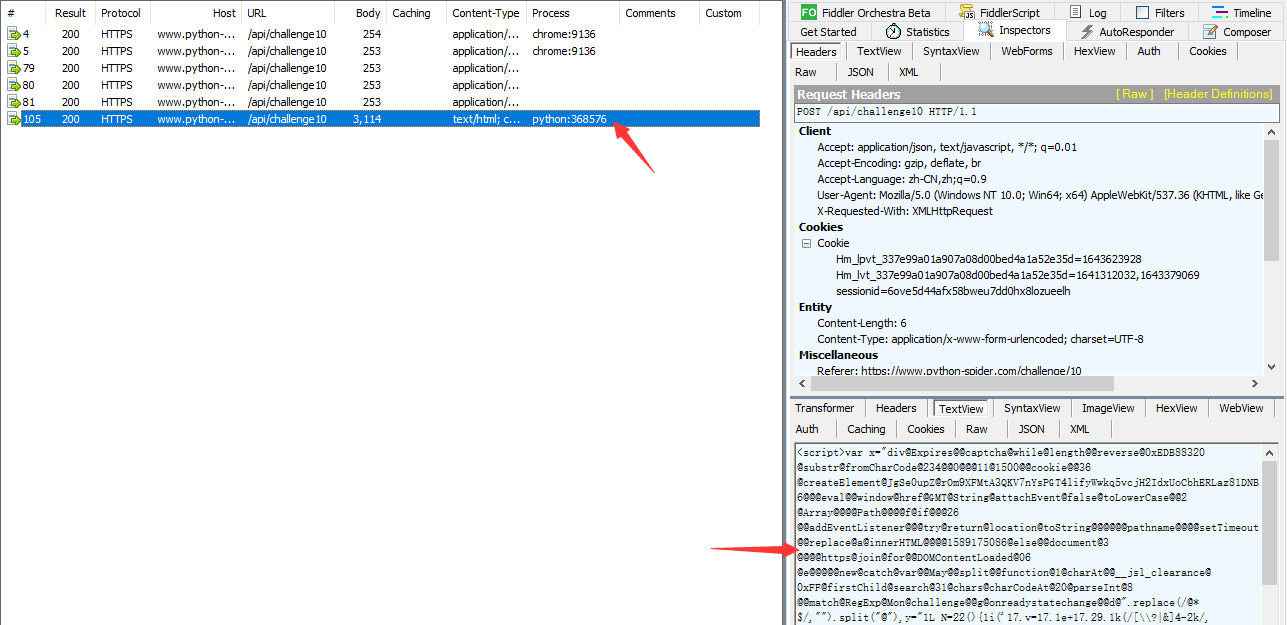 # Result Protocol Host URL Body Caching Content-Type Process Comments Custom
4 200 HTTPS www.python-... /api/challenge10 254 application/... chrome:9136
5 200 HTTPS www.python-... /api/challenge10 253 application/... chrome:9136
79 200 HTTPS www.python-... /api/challenge10 253 application/...
80 200 HTTPS www.python-... /api/challenge10 253 application/...
81 200 HTTPS www.python-... /api/challenge10 253 application/...
105 200 HTTPS www.python-... /api/challenge10 3,114 text/html; c... python:368576
FO Fiddler Orchestra Beta FiddlerScript Log Filters Timeline
Get Started Statistics Inspectors AutoResponder Composer
Headers TextView SyntaxView WebForms HexView Auth Cookies
Raw JSON XML
Request Headers [ Raw ] [Header Definitions]
POST /api/challenge10 HTTP/1.1
Client
Accept: application/json, text/javascript, */*; q=0.01
Accept-Encoding: gzip, deflate, br
Accept-Language: zh-CN,zh;q=0.9
User-Agent: Mozilla/5.0 (Windows NT 10.0; Win64; x64) AppleWebKit/537.36 (KHTML, like Ge
X-Requested-With: XMLHttpRequest
Cookies
Cookie
Hm_lpvt_337e99a01a907a08d00bed4a1a52e35d=1643623928
Hm_lvt_337e99a01a907a08d00bed4a1a52e35d=1641312032,1643379069
sessionid=6ove5d44afx58bweu7dd0hx8lozueelh
Entity
Content-Length: 6
Content-Type: application/x-www-form-urlencoded; charset=UTF-8
Miscellaneous
Referer: https://www.python-spider.com/challenge/10
Transformer Headers TextView SyntaxView ImageView HexView WebView
Auth Caching Cookies Raw JSON XML
<script>var x="div@Expires@@captcha@while@length@@reverse@0xEDB88320
@substr@fromCharCode@234@@0@@@11@1500@@cookie@@36
@createElement@JgSe0upZ@rOm9XFMtA3QKV7nYsPGT4lifyWwkq5vcjH2IdxUoCbhERLaz81DNB
6@@@eval@@window@href@GMT@String@attachEvent@false@toLowerCase@@2
@Array@@@@Path@@@@f@if@@@26
@@addEventListener@@@try@return@location@toString@@@@@@pathname@@@@setTimeout
@@replace@a@innerHTML@@@@1589175086@else@@document@3
@@@@https@join@for@@DOMContentLoaded@06
@e@@@@@new@catch@var@@May@@split@@function@1@charAt@@__jsl_clearance@
0xFF@firstChild@search@31@chars@charCodeAt@20@parseInt@8
@@match@RegExp@Mon@challenge@@g@onreadystatechange@@d@".replace(/@*
$/,"").split("@"),y="1L N=22(){1i('17.v=17.1e+17.29.1k(/[\\?|&]4-2k/,